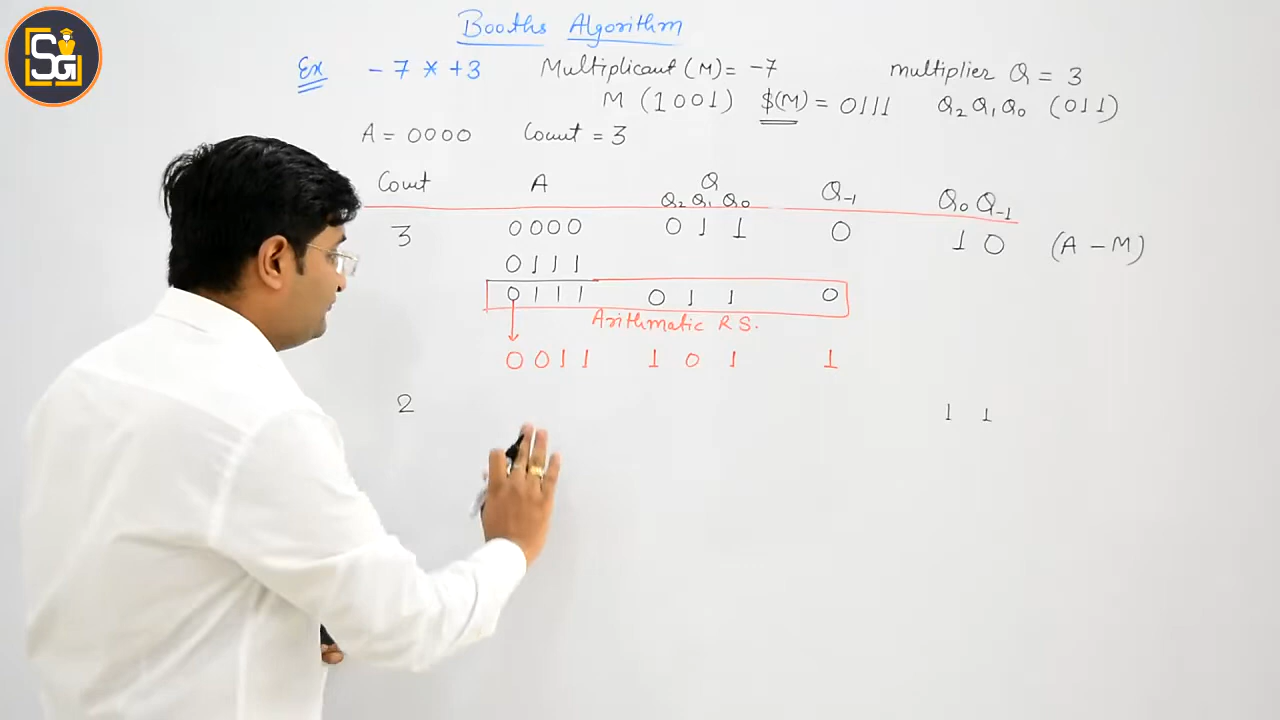 SG
Booths Algorithm
Ex -7 * +3 Multiplicant (M) = -7 multiplier Q = 3
M (1001) $(M) = 0111 Q2 Q1 Q0 (011)
A = 0000 Count = 3
Count A Q Q-1 Q0 Q-1
Q2 Q1 Q0
3 0000 0 1 1 0 1 0 (A - M)
0111
0111 0 1 1 0
Arithmatic R S.
0011 1 0 1 1
2 1 1